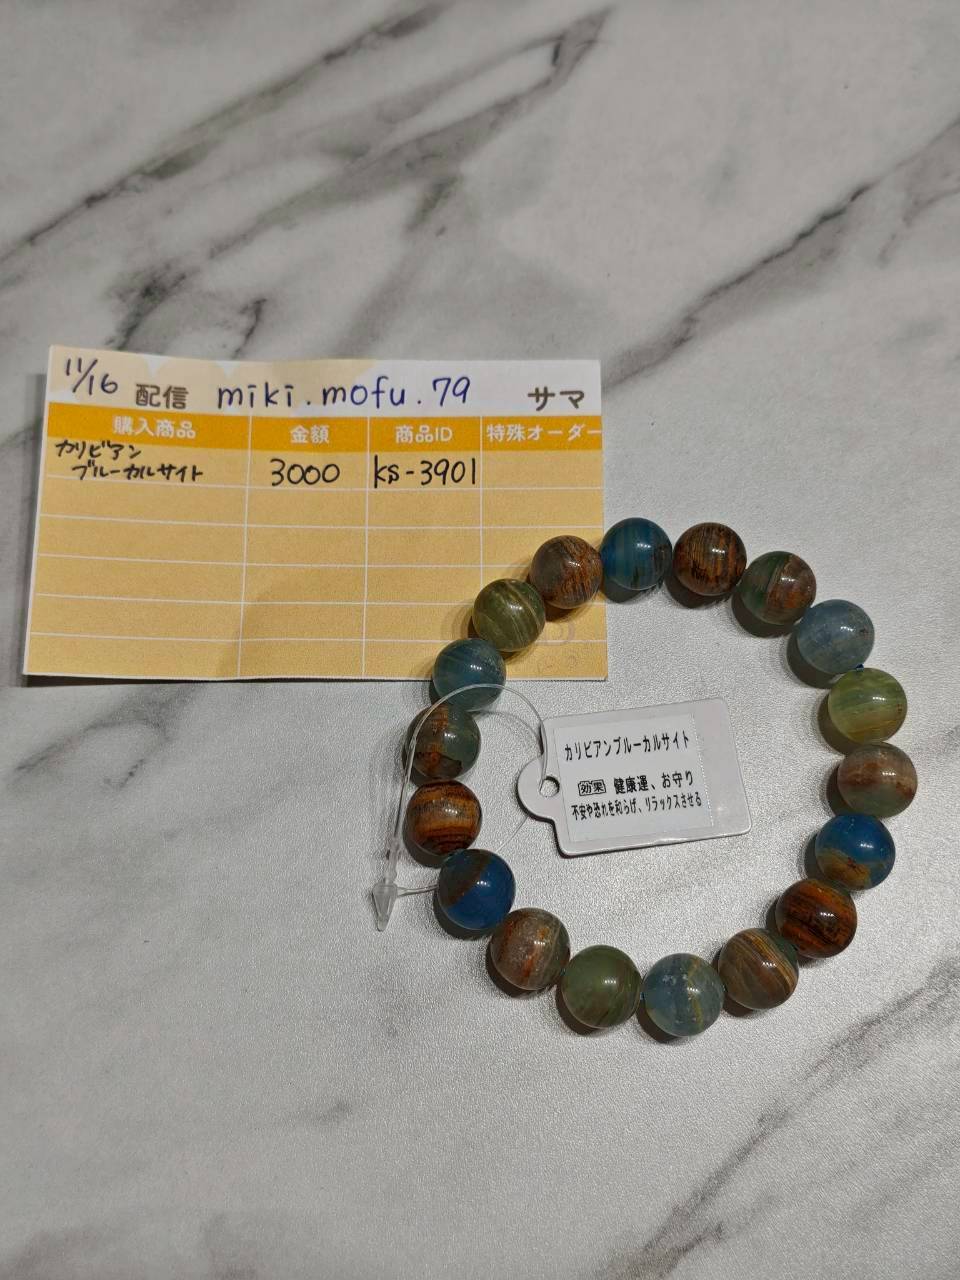 11/16 配信 miki.mofu.79 サマ
購入商品 金額 商品ID 特殊オーダー
カリビアン
ブルーカルサイト 3000 ks-3901
カリビアンブルーカルサイト
効果 健康運、お守り
不安や恐れを和らげ、リラックスさせる